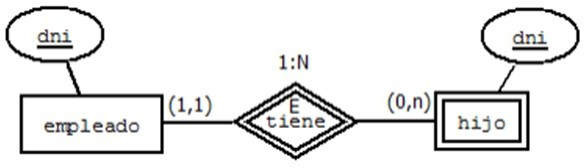 dni
dni
1:N
(1,1)
E
(0,n)
empleado
tiene
hijo